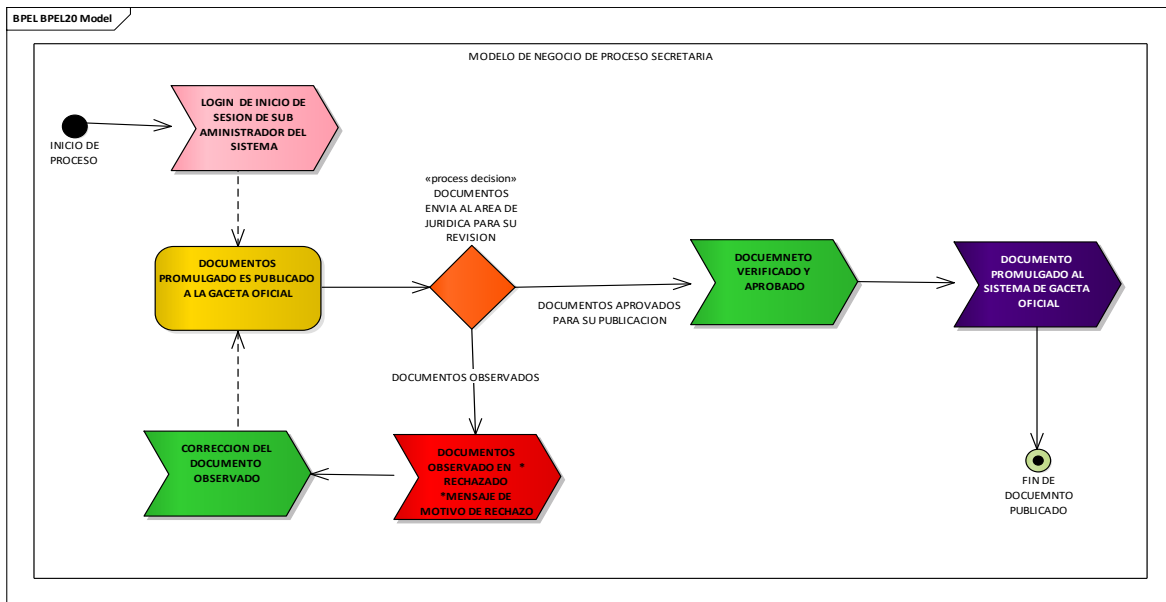 BPEL BPEL20 Model
MODELO DE NEGOCIO DE PROCESO SECRETARIA
LOGIN DE INICIO DE
SESION DE SUB
AMINISTRADOR DEL
SISTEMA
INICIO DE
PROCESO
«process decision»
DOCUMENTOS
ENVIA AL AREA DE
JURIDICA PARA SU
REVISION
DOCUMENTOS
PROMULGADO ES PUBLICADO
A LA GACETA OFICIAL
DOCUEMNETO
VERIFICADO Y
APROBADO
DOCUMENTO
PROMULGADO AL
SISTEMA DE GACETA
OFICIAL
DOCUMENTOS APROVADOS
PARA SU PUBLICACION
DOCUMENTOS OBSERVADOS
CORRECCION DEL
DOCUMENTO
OBSERVADO
DOCUMENTOS
OBSERVADO EN *
RECHAZADO
*MENSAJE DE
MOTIVO DE RECHAZO
FIN DE
DOCUEMNTO
PUBLICADO